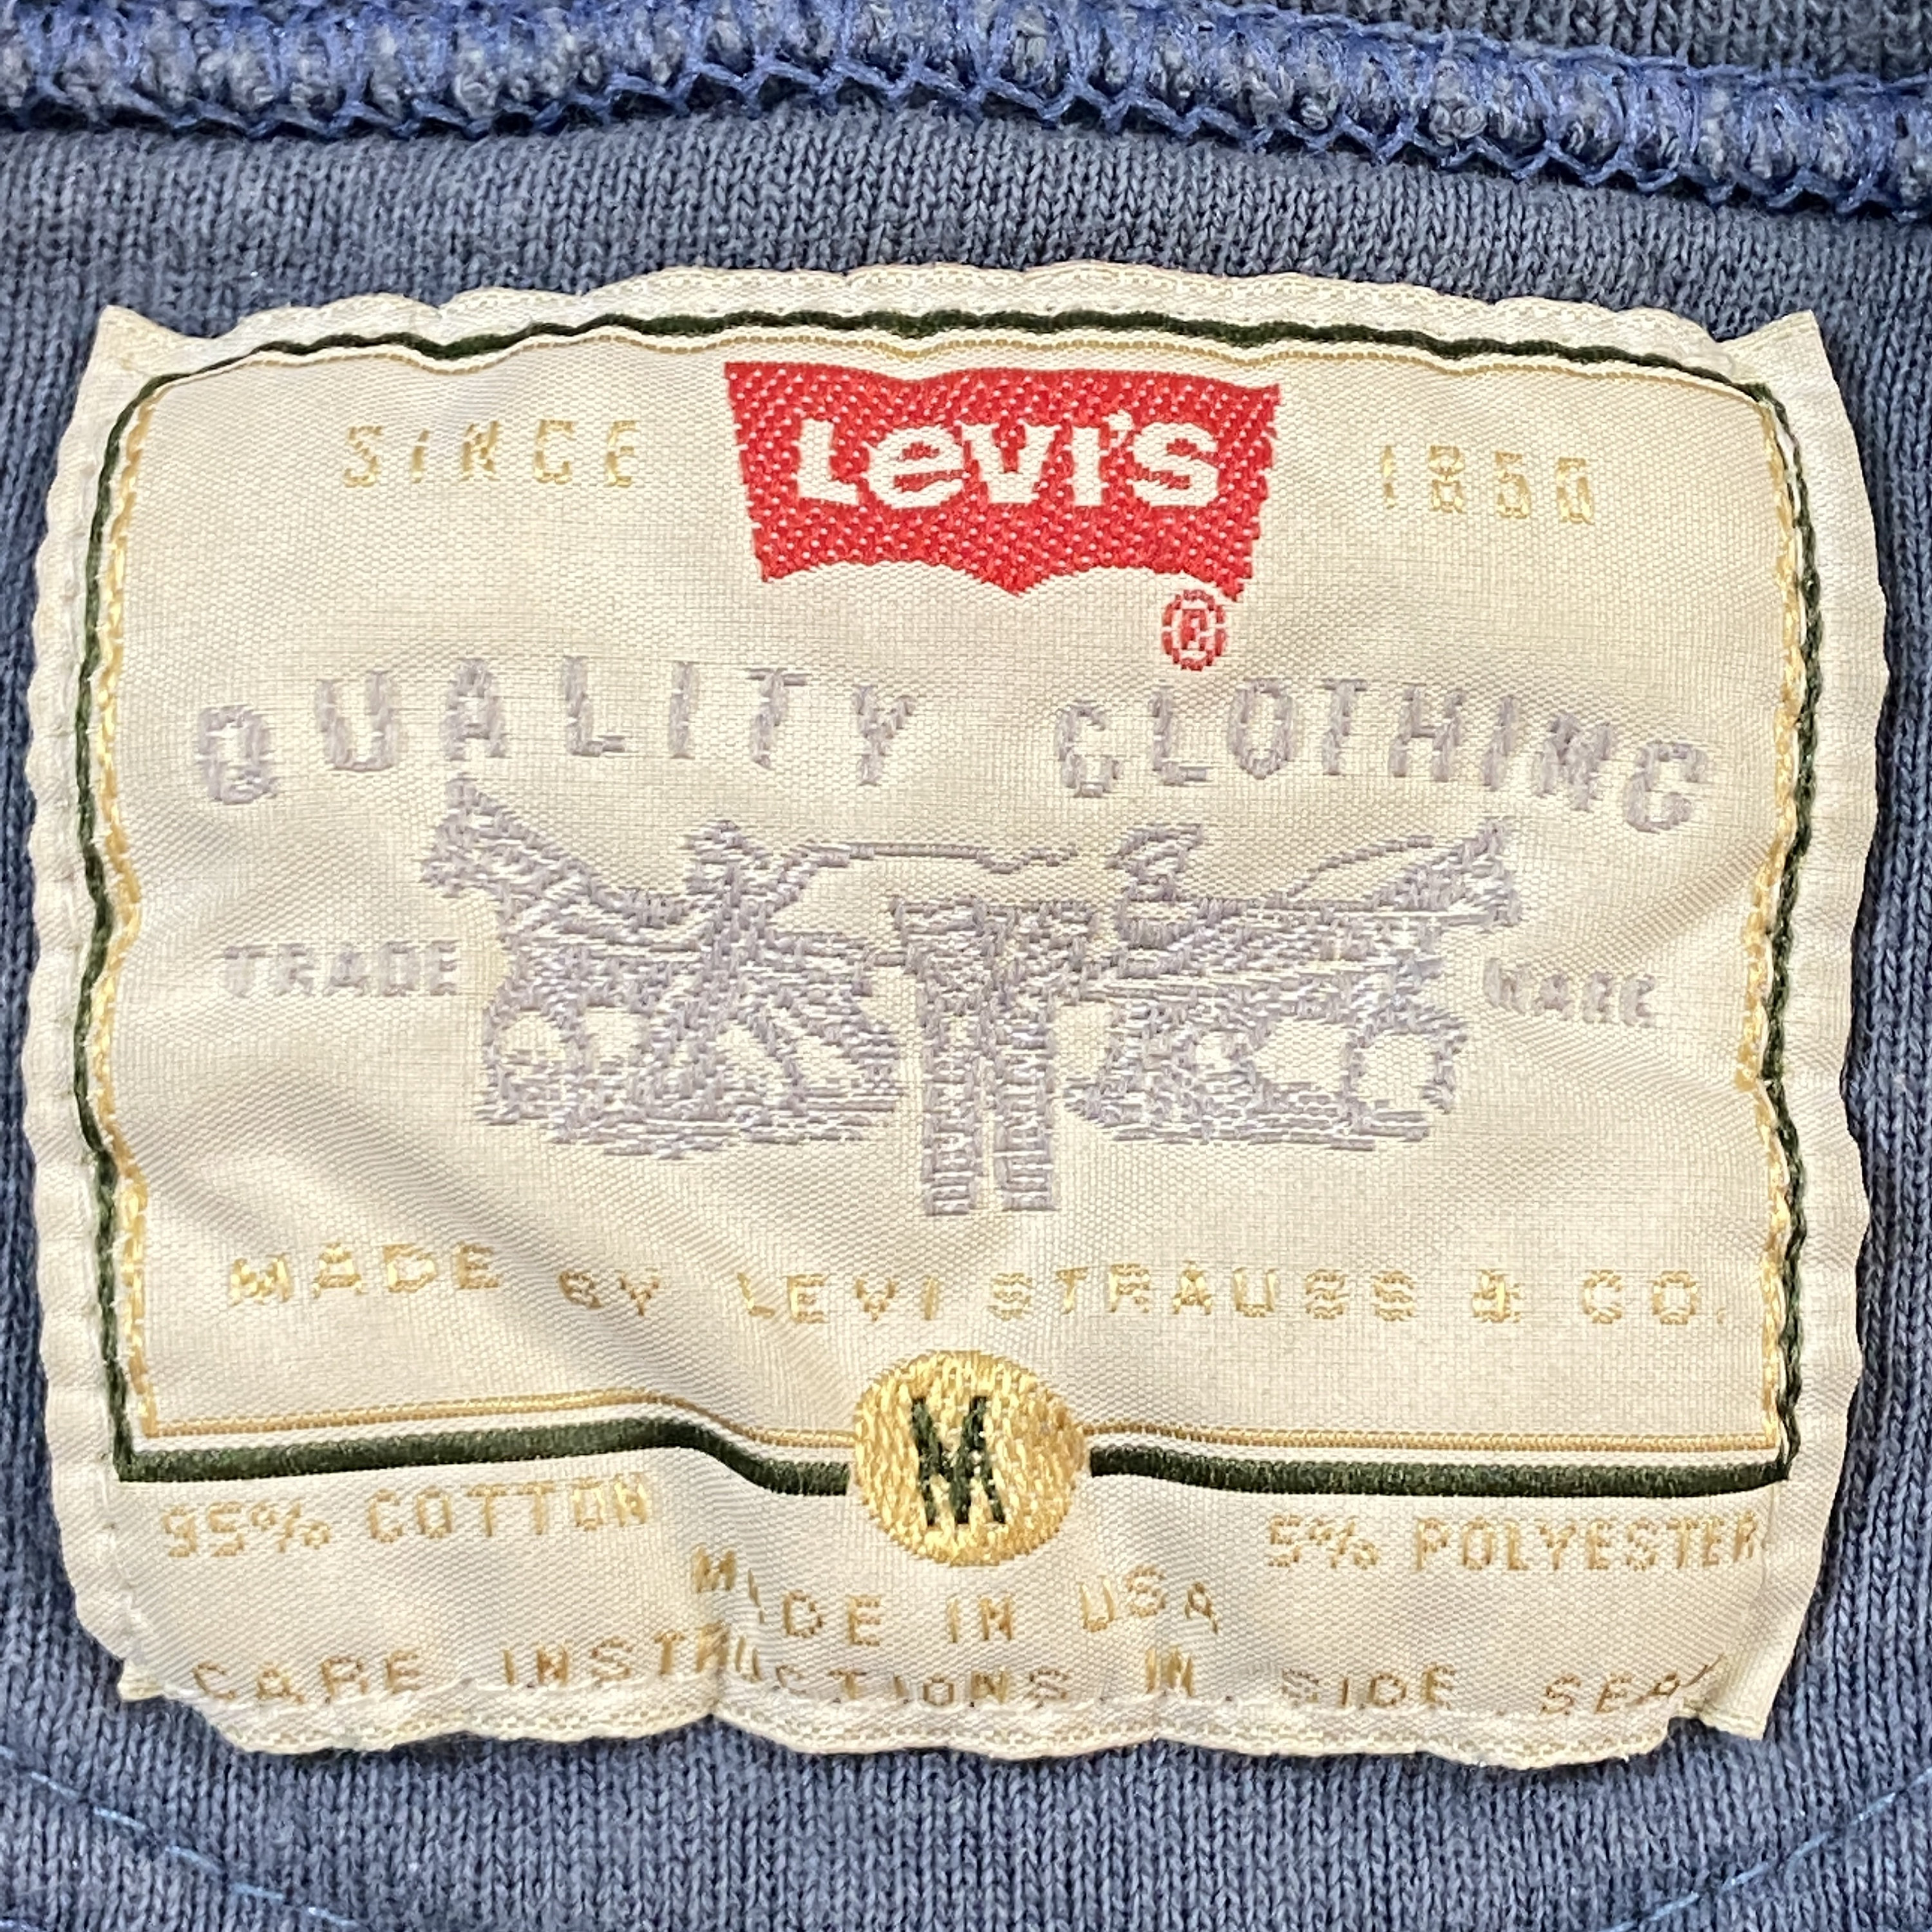 SINCE Levi's 1850
®
QUALITY CLOTHING
TRADE MARK
MADE BY LEVI STRAUSS & CO.
M
95% COTTON 5% POLYESTER
MADE IN USA
CARE INSTRUCTIONS IN SIDE SEAM